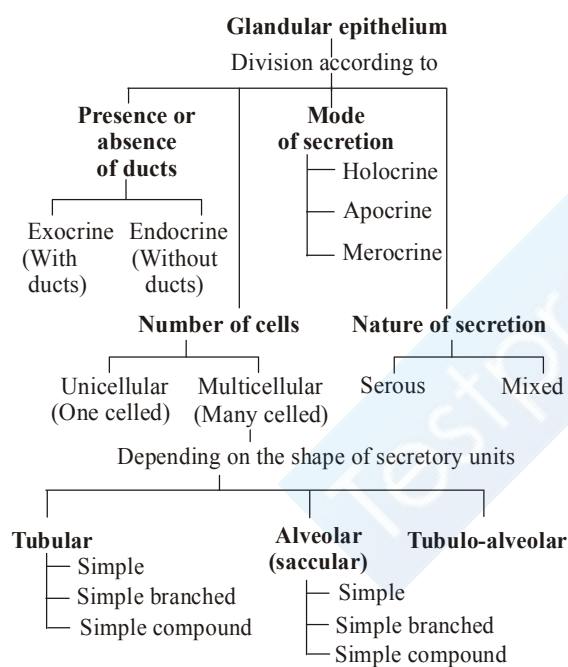 Glandular epithelium
Division according to
Presence or
absence
of ducts
Mode
of secretion
Holocrine
Apocrine
Merocrine
Exocrine
(With
ducts)
Endocrine
(Without
ducts)
Number of cells
Nature of secretion
Unicellular
(One celled)
Multicellular
(Many celled)
Serous
Mixed
Depending on the shape of secretory units
Tubular
Simple
Simple branched
Simple compound
Alveolar
(saccular)
Simple
Simple branched
Simple compound
Tubulo-alveolar
Testpr